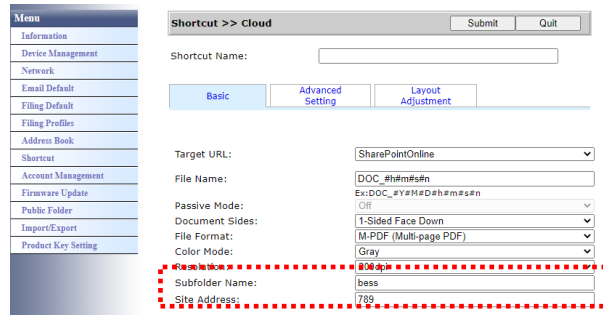 Menu
Information
Device Management
Network
Email Default
Filing Default
Filing Profiles
Address Book
Shortcut
Account Management
Firmware Update
Public Folder
Import/Export
Product Key Setting
Shortcut >> Cloud
Submit
Quit
Shortcut Name:
Basic
Advanced
Setting
Layout
Adjustment
Target URL: SharePointOnline
File Name: DOC_#h#m#s#n
Ex:DOC_#Y#M#D#h#m#s#n
Passive Mode: Off
Document Sides: 1-Sided Face Down
File Format: M-PDF (Multi-page PDF)
Color Mode: Gray
Resolution: 200dpi
Subfolder Name: bess
Site Address: 789